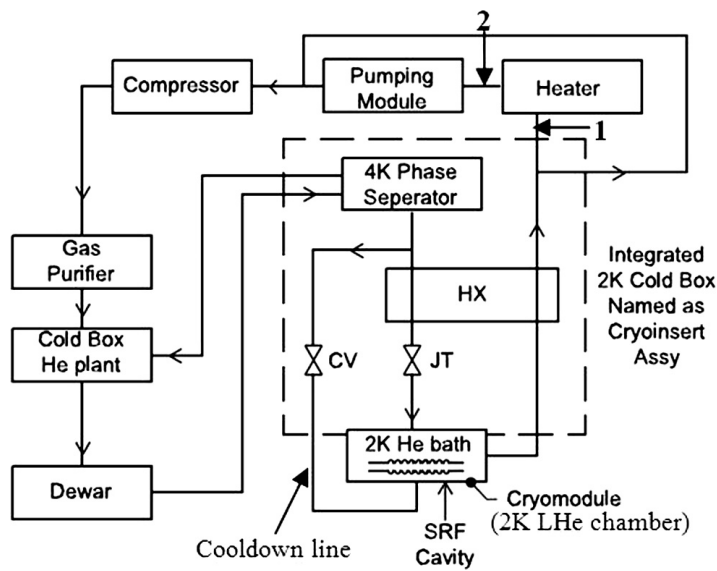 2
Compressor
Pumping
Module
Heater
1
4K Phase
Seperator
Gas
Purifier
HX
Integrated
2K Cold Box
Named as
Cryoinsert
Assy
Cold Box
He plant
CV
JT
2K He bath
Dewar
Cryomodule
(2K LHe chamber)
SRF
Cavity
Cooldown line